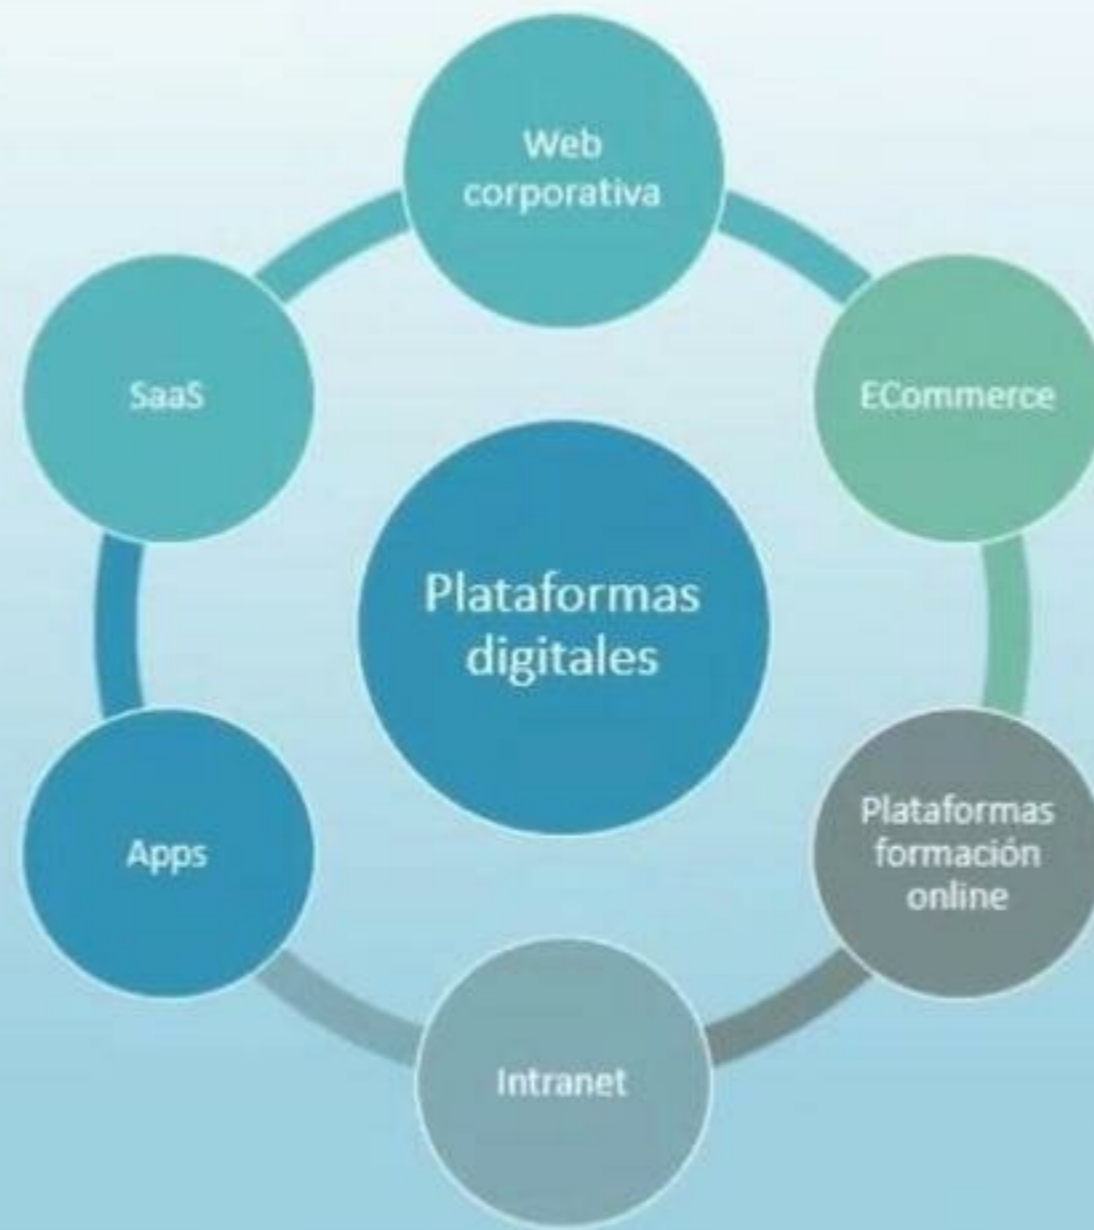 Web
corporativa
SaaS
ECommerce
Plataformas
digitales
Apps
Plataformas
formación
online
Intranet